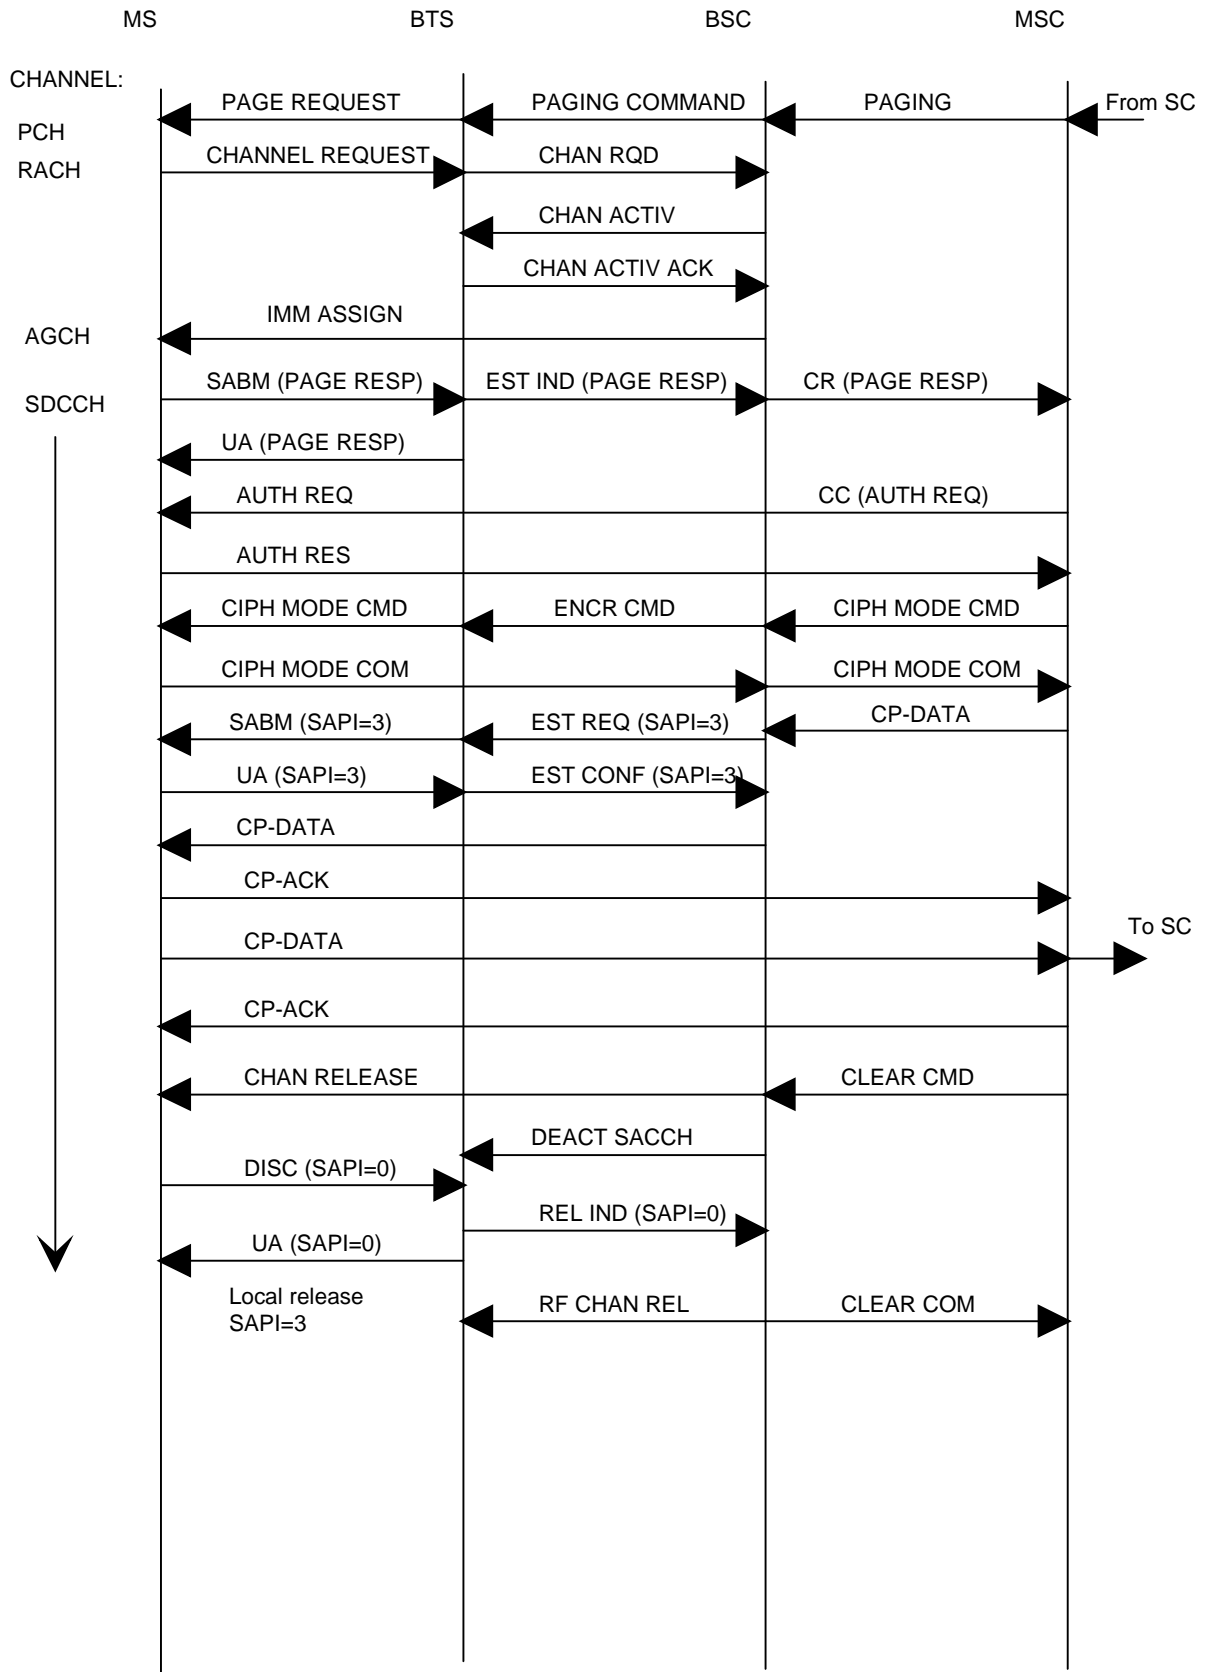 MS BTS BSC MSC
CHANNEL:
PAGE REQUEST PAGING COMMAND PAGING From SC
PCH
CHANNEL REQUEST CHAN RQD
RACH
CHAN ACTIV
CHAN ACTIV ACK
IMM ASSIGN
AGCH
SABM (PAGE RESP) EST IND (PAGE RESP) CR (PAGE RESP)
SDCCH
UA (PAGE RESP)
AUTH REQ CC (AUTH REQ)
AUTH RES
CIPH MODE CMD ENCR CMD CIPH MODE CMD
CIPH MODE COM CIPH MODE COM
CP-DATA
SABM (SAPI=3) EST REQ (SAPI=3)
UA (SAPI=3) EST CONF (SAPI=3)
CP-DATA
CP-ACK
To SC
CP-DATA
CP-ACK
CHAN RELEASE CLEAR CMD
DEACT SACCH
DISC (SAPI=0)
REL IND (SAPI=0)
UA (SAPI=0)
Local release RF CHAN REL CLEAR COM
SAPI=3